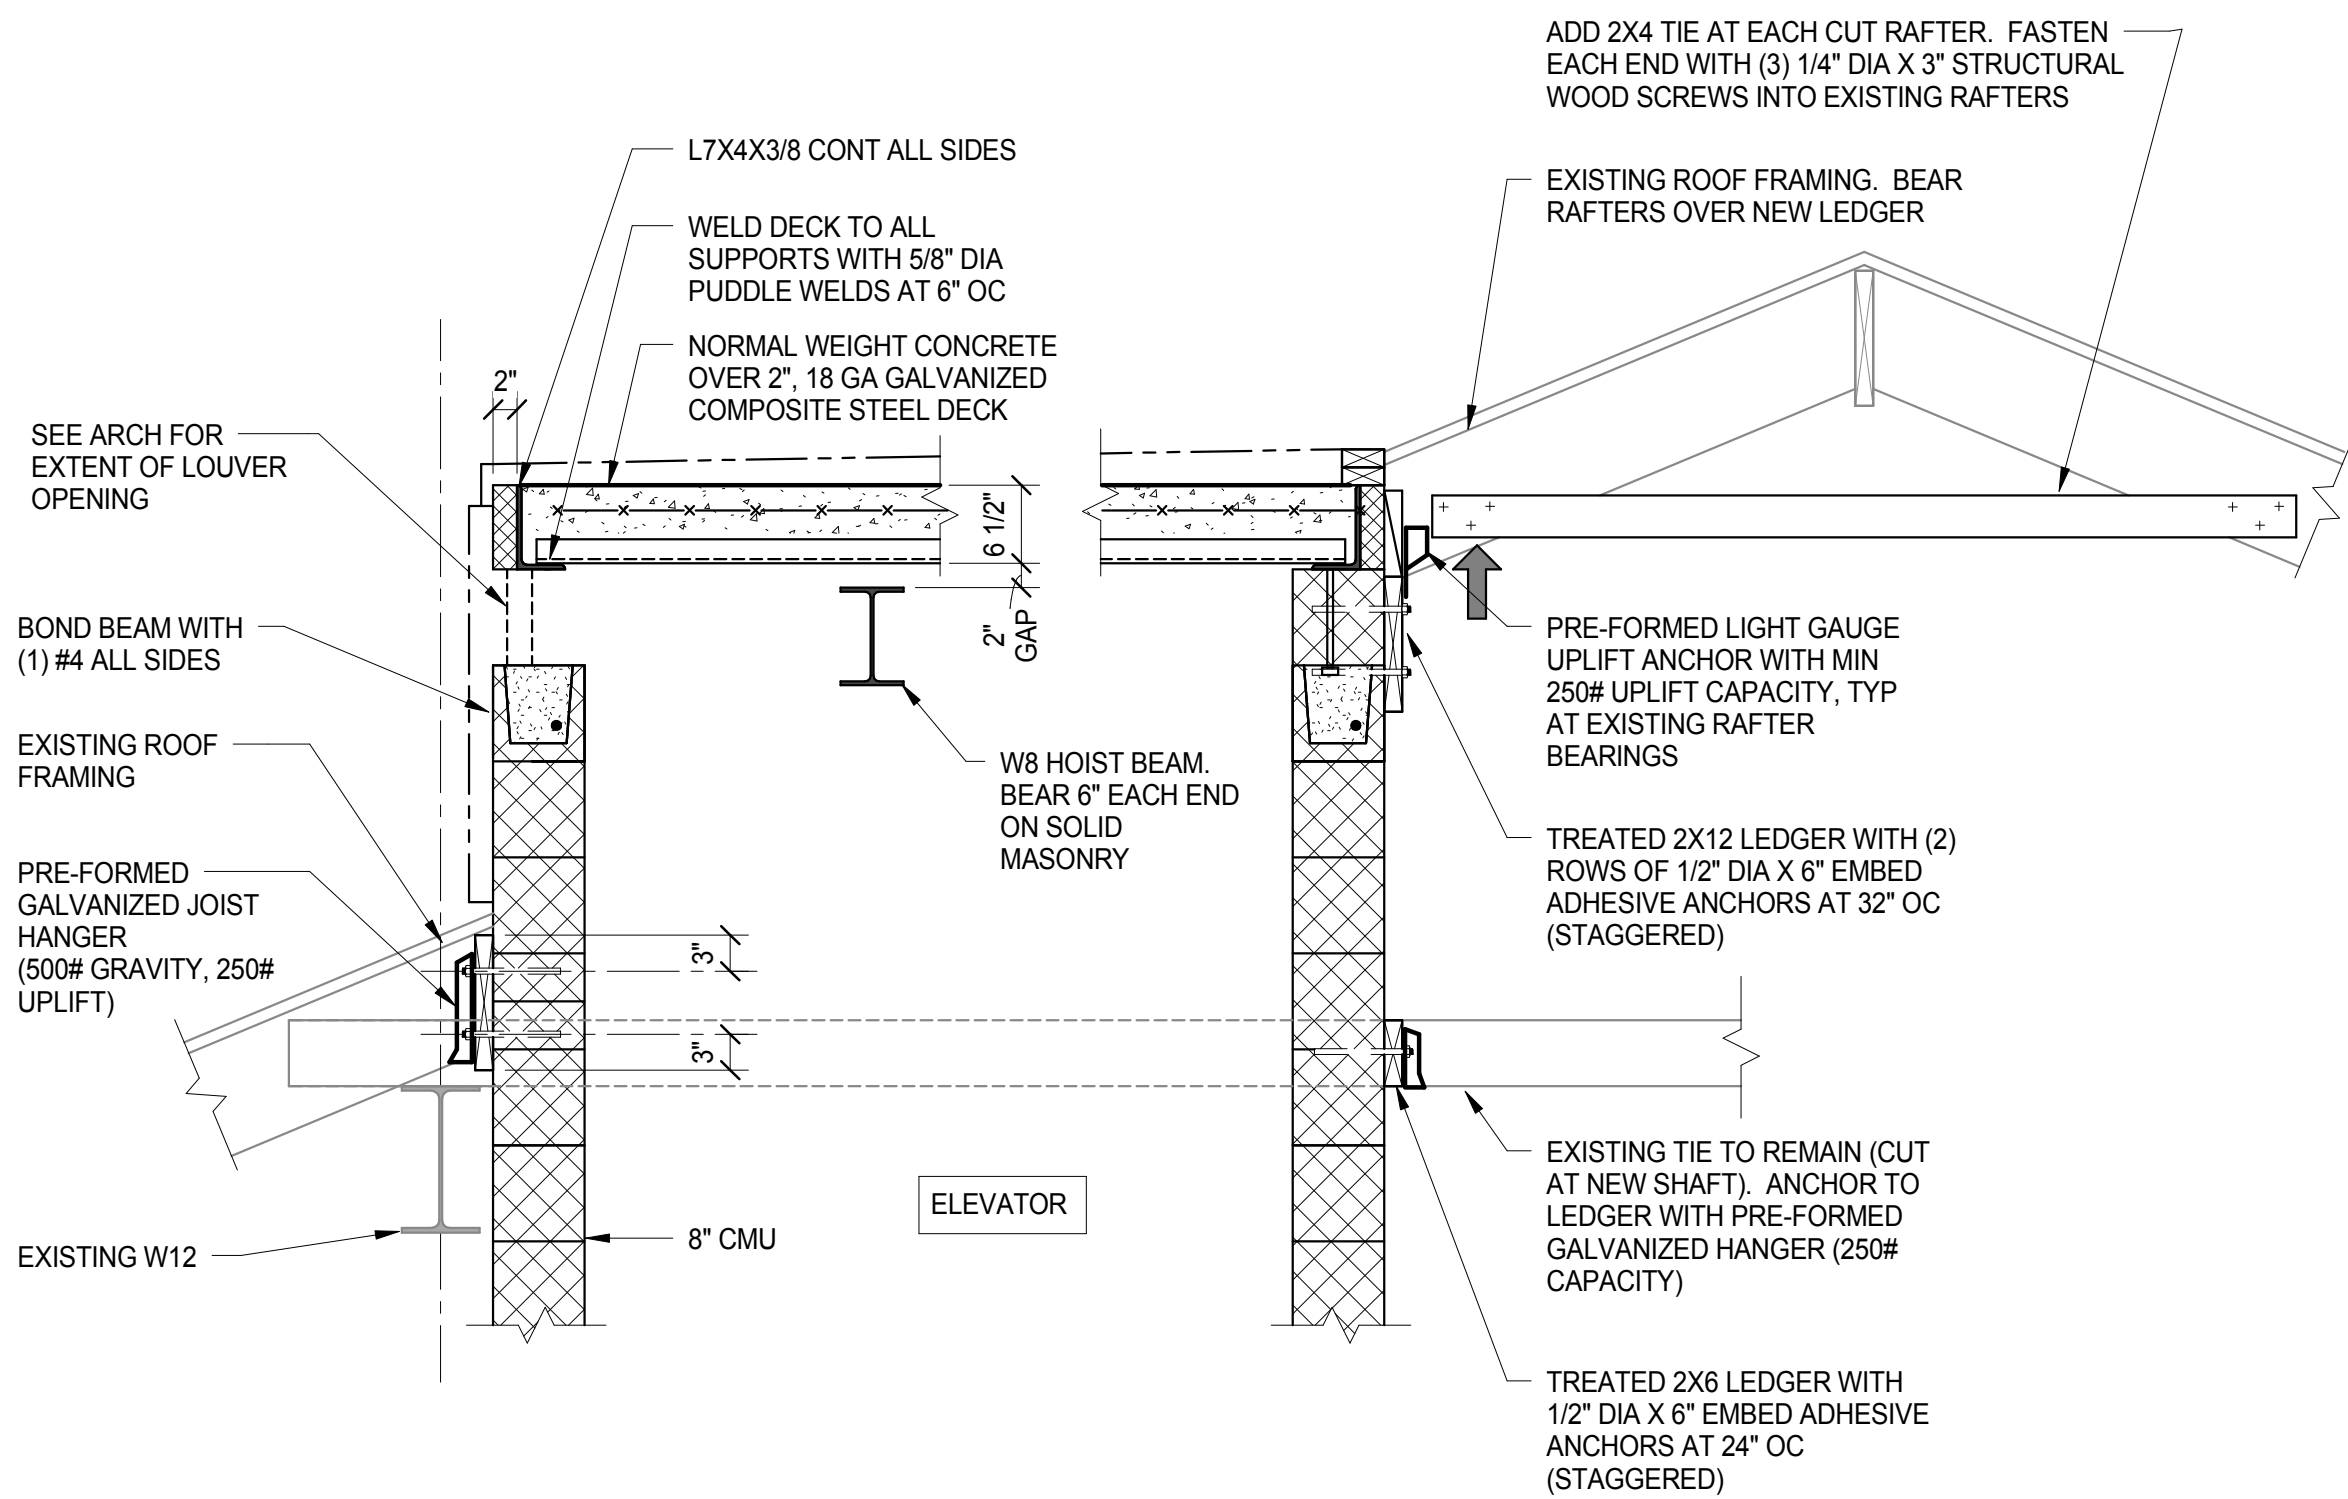 ADD 2X4 TIE AT EACH CUT RAFTER. FASTEN
EACH END WITH (3) 1/4" DIA X 3" STRUCTURAL
WOOD SCREWS INTO EXISTING RAFTERS
L7X4X3/8 CONT ALL SIDES
EXISTING ROOF FRAMING. BEAR
RAFTERS OVER NEW LEDGER
WELD DECK TO ALL
SUPPORTS WITH 5/8" DIA
PUDDLE WELDS AT 6" OC
NORMAL WEIGHT CONCRETE
OVER 2", 18 GA GALVANIZED
COMPOSITE STEEL DECK
2"
SEE ARCH FOR
EXTENT OF LOUVER
OPENING
6 1/2"
2"
GAP
BOND BEAM WITH
(1) #4 ALL SIDES
PRE-FORMED LIGHT GAUGE
UPLIFT ANCHOR WITH MIN
250# UPLIFT CAPACITY, TYP
AT EXISTING RAFTER
BEARINGS
EXISTING ROOF
FRAMING
W8 HOIST BEAM.
BEAR 6" EACH END
ON SOLID
MASONRY
TREATED 2X12 LEDGER WITH (2)
ROWS OF 1/2" DIA X 6" EMBED
ADHESIVE ANCHORS AT 32" OC
(STAGGERED)
PRE-FORMED
GALVANIZED JOIST
HANGER
(500# GRAVITY, 250#
UPLIFT)
3"
3"
EXISTING TIE TO REMAIN (CUT
AT NEW SHAFT). ANCHOR TO
LEDGER WITH PRE-FORMED
GALVANIZED HANGER (250#
CAPACITY)
ELEVATOR
8" CMU
EXISTING W12
TREATED 2X6 LEDGER WITH
1/2" DIA X 6" EMBED ADHESIVE
ANCHORS AT 24" OC
(STAGGERED)